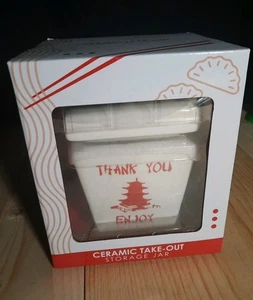 THANK YOU
ENJOY
CERAMIC TAKE-OUT
STORAGE JAR